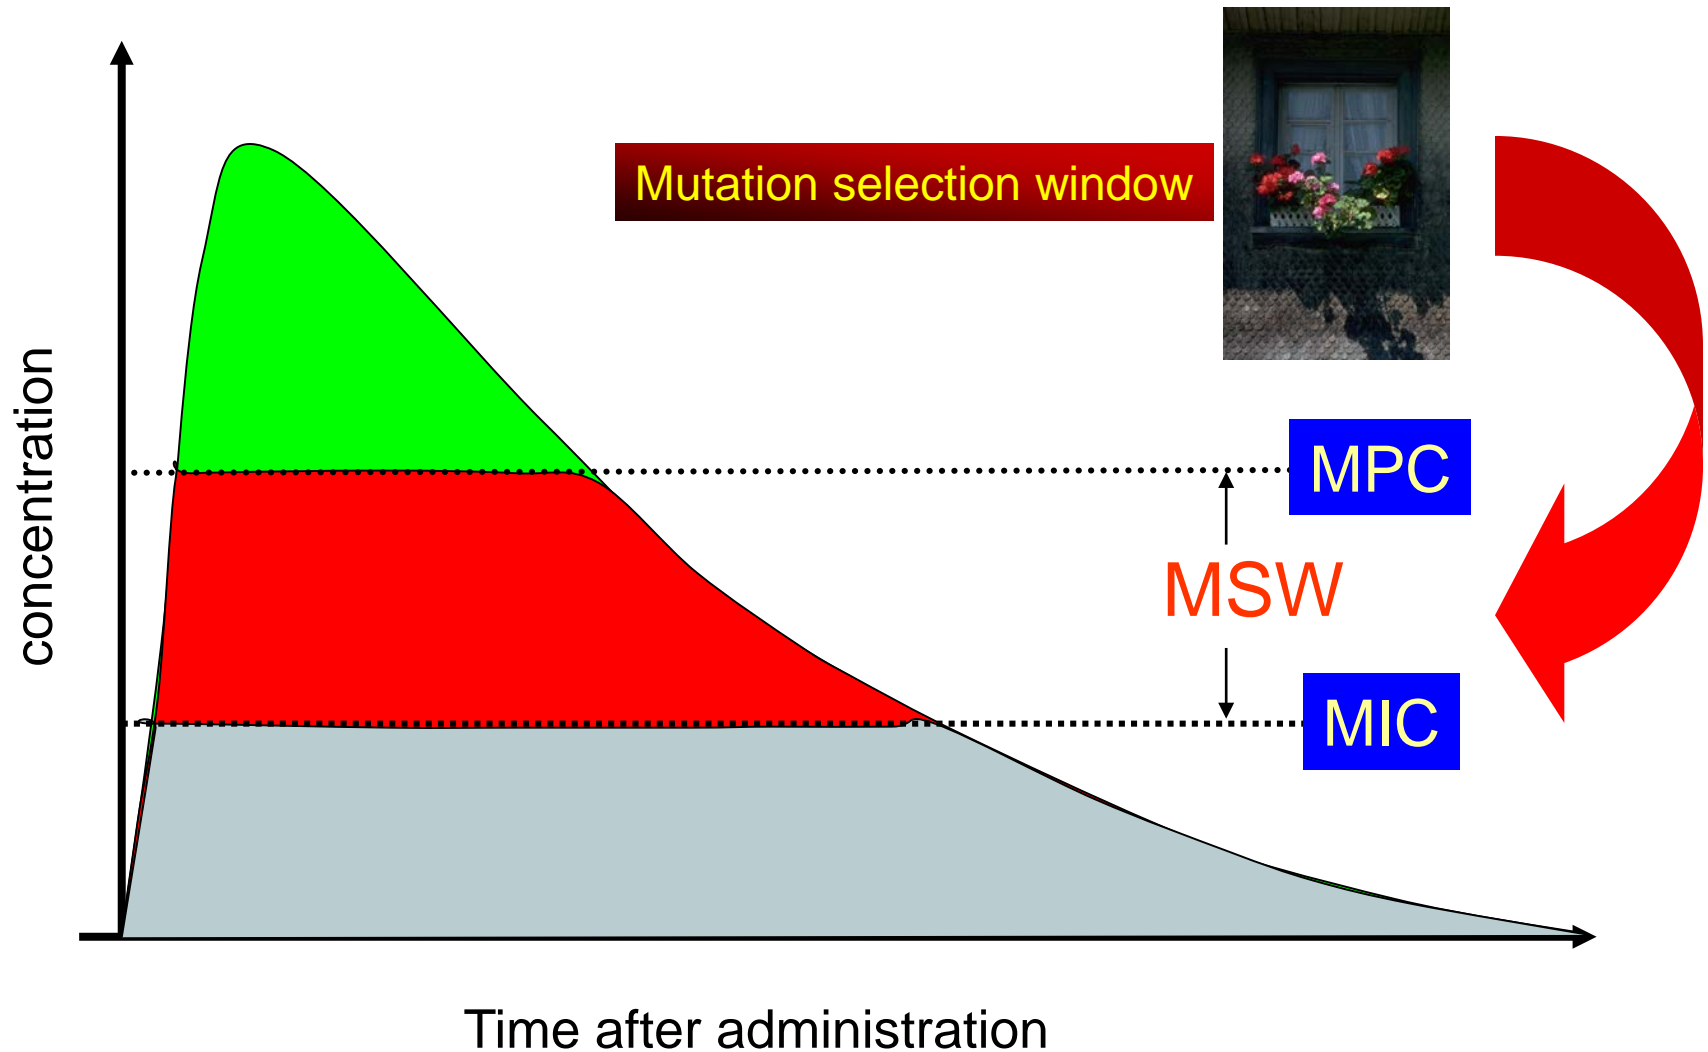 Mutation selection window
concentration
MPC
MSW
MIC
Time after administration